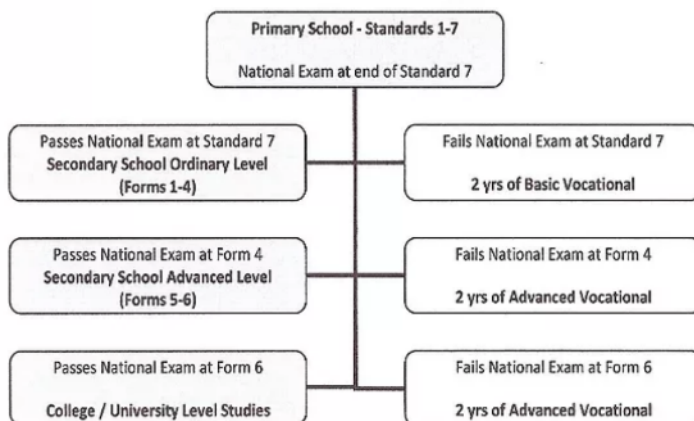 Primary School - Standards 1-7
National Exam at end of Standard 7
Passes National Exam at Standard 7
Secondary School Ordinary Level
(Forms 1-4)
Fails National Exam at Standard 7
2 yrs of Basic Vocational
Passes National Exam at Form 4
Secondary School Advanced Level
(Forms 5-6)
Fails National Exam at Form 4
2 yrs of Advanced Vocational
Passes National Exam at Form 6
College / University Level Studies
Fails National Exam at Form 6
2 yrs of Advanced Vocational